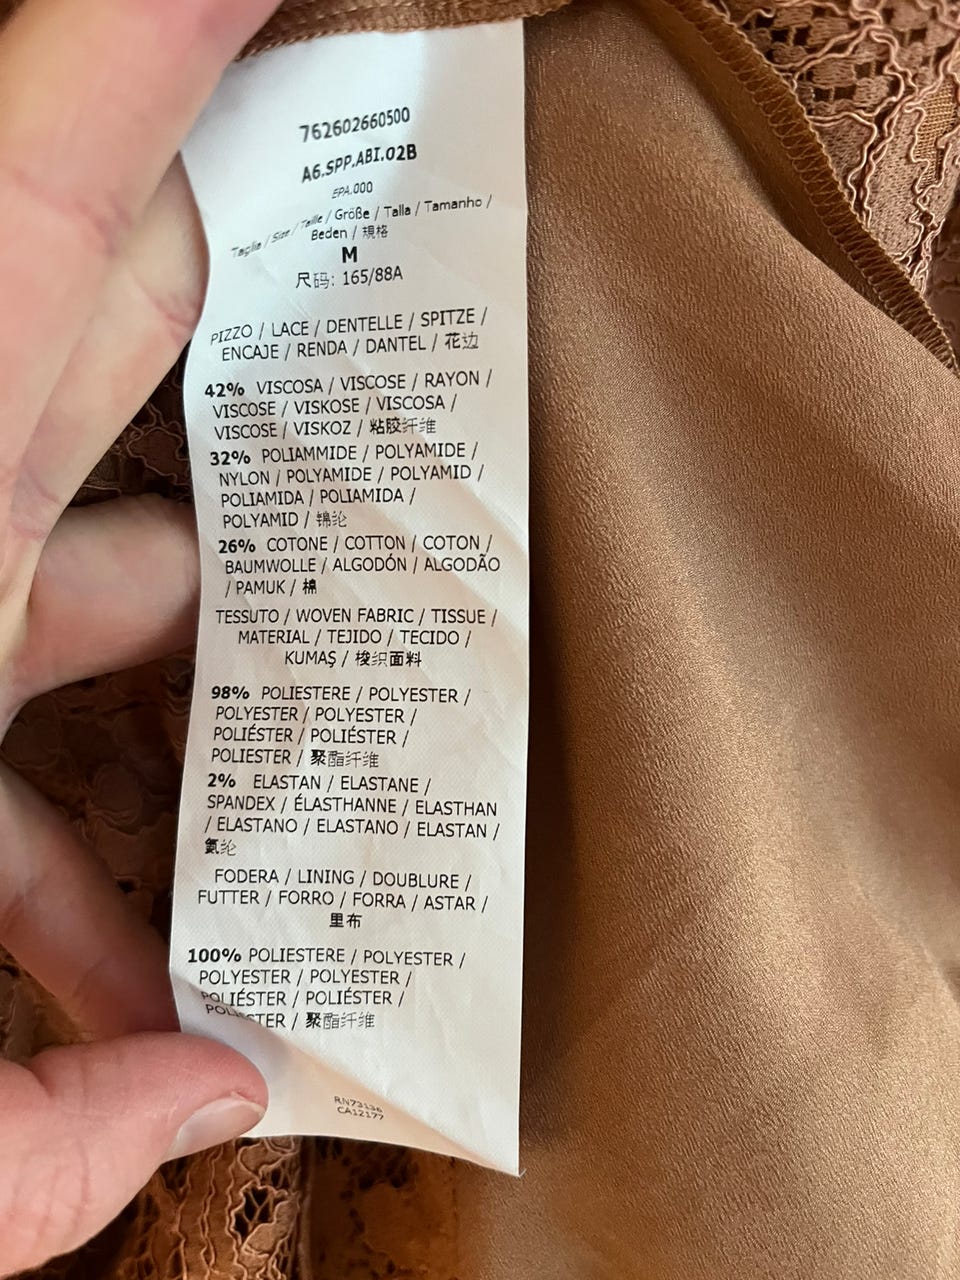 762602660500
A6.SPP.ABI.02B
EPA.000
Taglia / Size / Taille / Größe / Talla / Tamanho /
Beden / 規格
M
尺码: 165/88A
PIZZO / LACE / DENTELLE / SPITZE /
ENCAJE / RENDA / DANTEL / 花边
42% VISCOSA / VISCOSE / RAYON /
VISCOSE / VISKOSE / VISCOSA /
VISCOSE / VISKOZ / 粘胶纤维
32% POLIAMMIDE / POLYAMIDE /
NYLON / POLYAMIDE / POLYAMID /
POLIAMIDA / POLIAMIDA /
POLYAMID / 锦纶
26% COTONE / COTTON / COTON /
BAUMWOLLE / ALGODÓN / ALGODÃO
/ PAMUK / 棉
TESSUTO / WOVEN FABRIC / TISSUE /
MATERIAL / TEJIDO / TECIDO /
KUMAŞ / 梭织面料
98% POLIESTERE / POLYESTER /
POLYESTER / POLYESTER /
POLIÉSTER / POLIÉSTER /
POLIESTER / 聚酯纤维
2% ELASTAN / ELASTANE /
SPANDEX / ÉLASTHANNE / ELASTHAN
/ ELASTANO / ELASTANO / ELASTAN /
氨纶
FODERA / LINING / DOUBLURE /
FUTTER / FORRO / FORRA / ASTAR /
里布
100% POLIESTERE / POLYESTER /
POLYESTER / POLYESTER /
POLIÉSTER / POLIÉSTER /
POLIESTER / 聚酯纤维
RN73136
CA12177